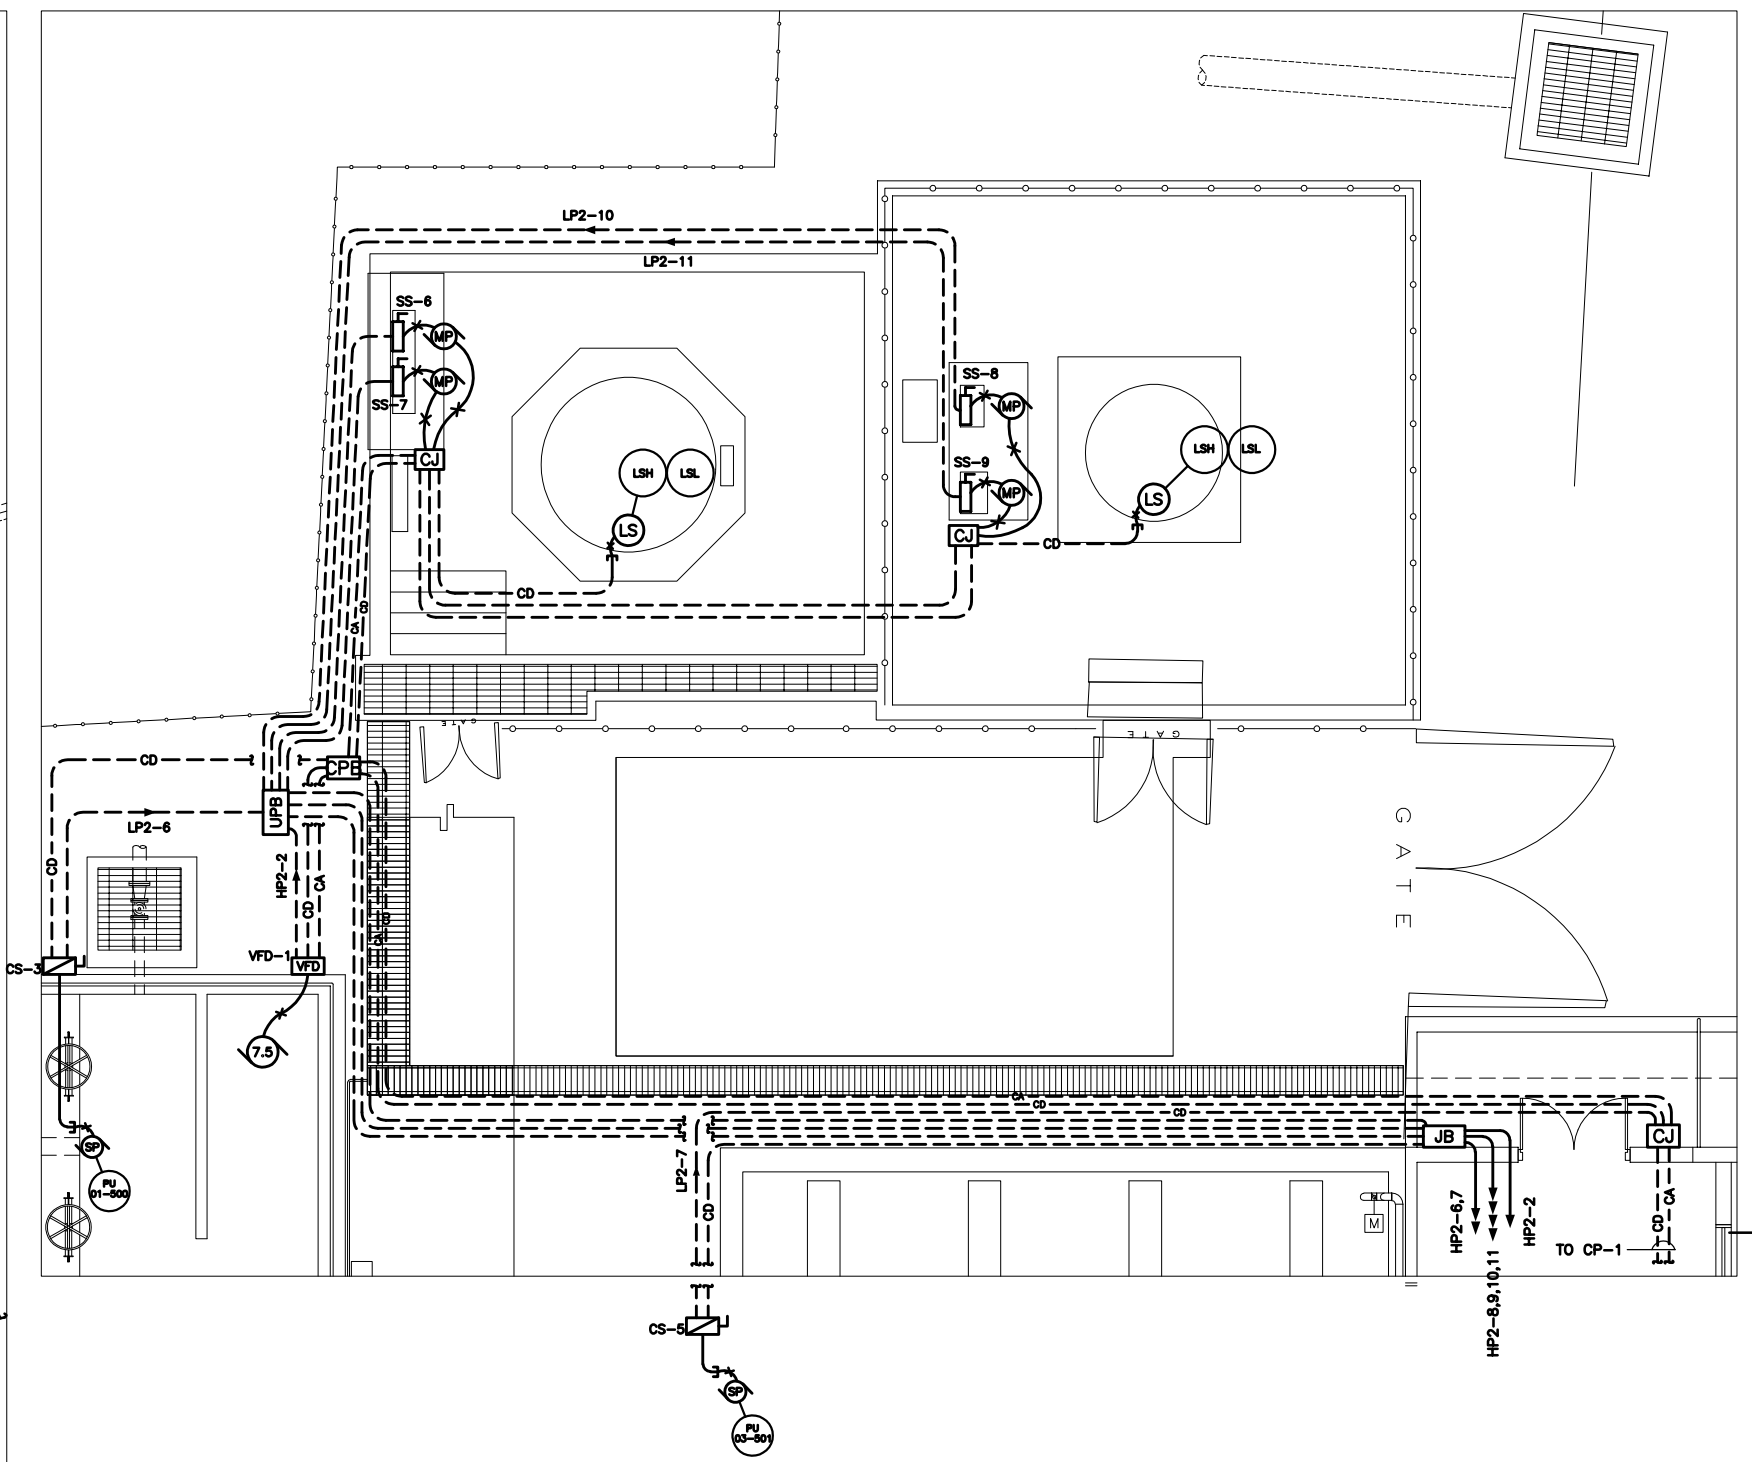 LP2-10
LP2-11
SS-6
MP
MP
SS-7
CJ
LSH
LSL
LS
CD
SS-8
MP
SS-9
MP
CJ
CD
LSH
LSL
LS
CA
CD
GATE
GATE
GATE
CD
CPB
UPB
LP2-6
CD
HP2-2
CD
CA
CA
CD
CS-3
VFD-1
VFD
7.5
SP
PU
01-500
CA
CD
CD
JB
CJ
LP2-7
CD
M
HP2-6,7
HP2-8,9,10,11
HP2-2
CD
CA
TO CP-1
CS-5
SP
PU
03-501